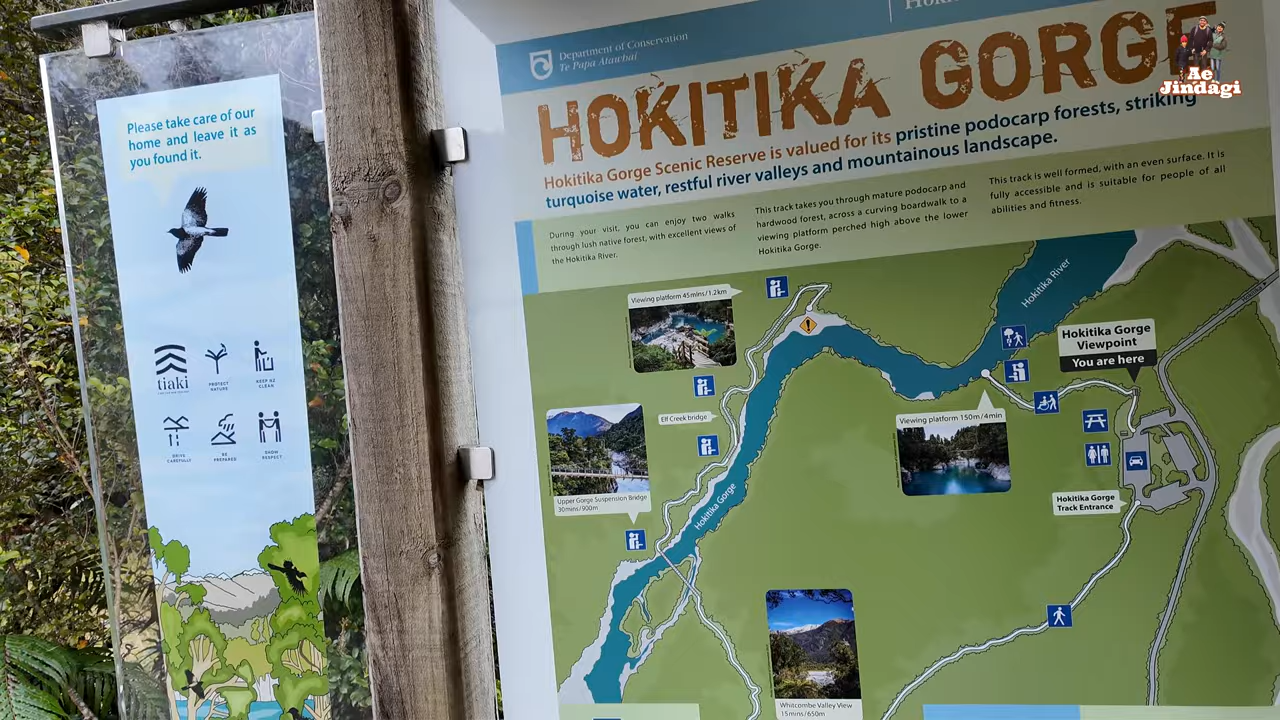 Please take care of our
home and leave it as
you found it.
tiaki
PROTECT
NATURE
KEEP NZ
CLEAN
DRIVE
CAREFULLY
BE
PREPARED
SHOW
RESPECT
Department of Conservation
Te Papa Atawhai
HOKITIKA GORGE
Ae
Jindagi
Hokitika Gorge Scenic Reserve is valued for its pristine podocarp forests, striking
turquoise water, restful river valleys and mountainous landscape.
During your visit, you can enjoy two walks
through lush native forest, with excellent views of
the Hokitika River.
This track takes you through mature podocarp and
hardwood forest, across a curving boardwalk to a
viewing platform perched high above the lower
Hokitika Gorge.
This track is well formed, with an even surface. It is
fully accessible and is suitable for people of all
abilities and fitness.
Viewing platform 45mins/1.2km
Hokitika River
Hokitika Gorge
Viewpoint
You are here
Elf Creek bridge
Viewing platform 150m/4min
Upper Gorge Suspension Bridge
30mins/900m
Hokitika Gorge
Hokitika Gorge
Track Entrance
Whitcombe Valley View
15mins/650m